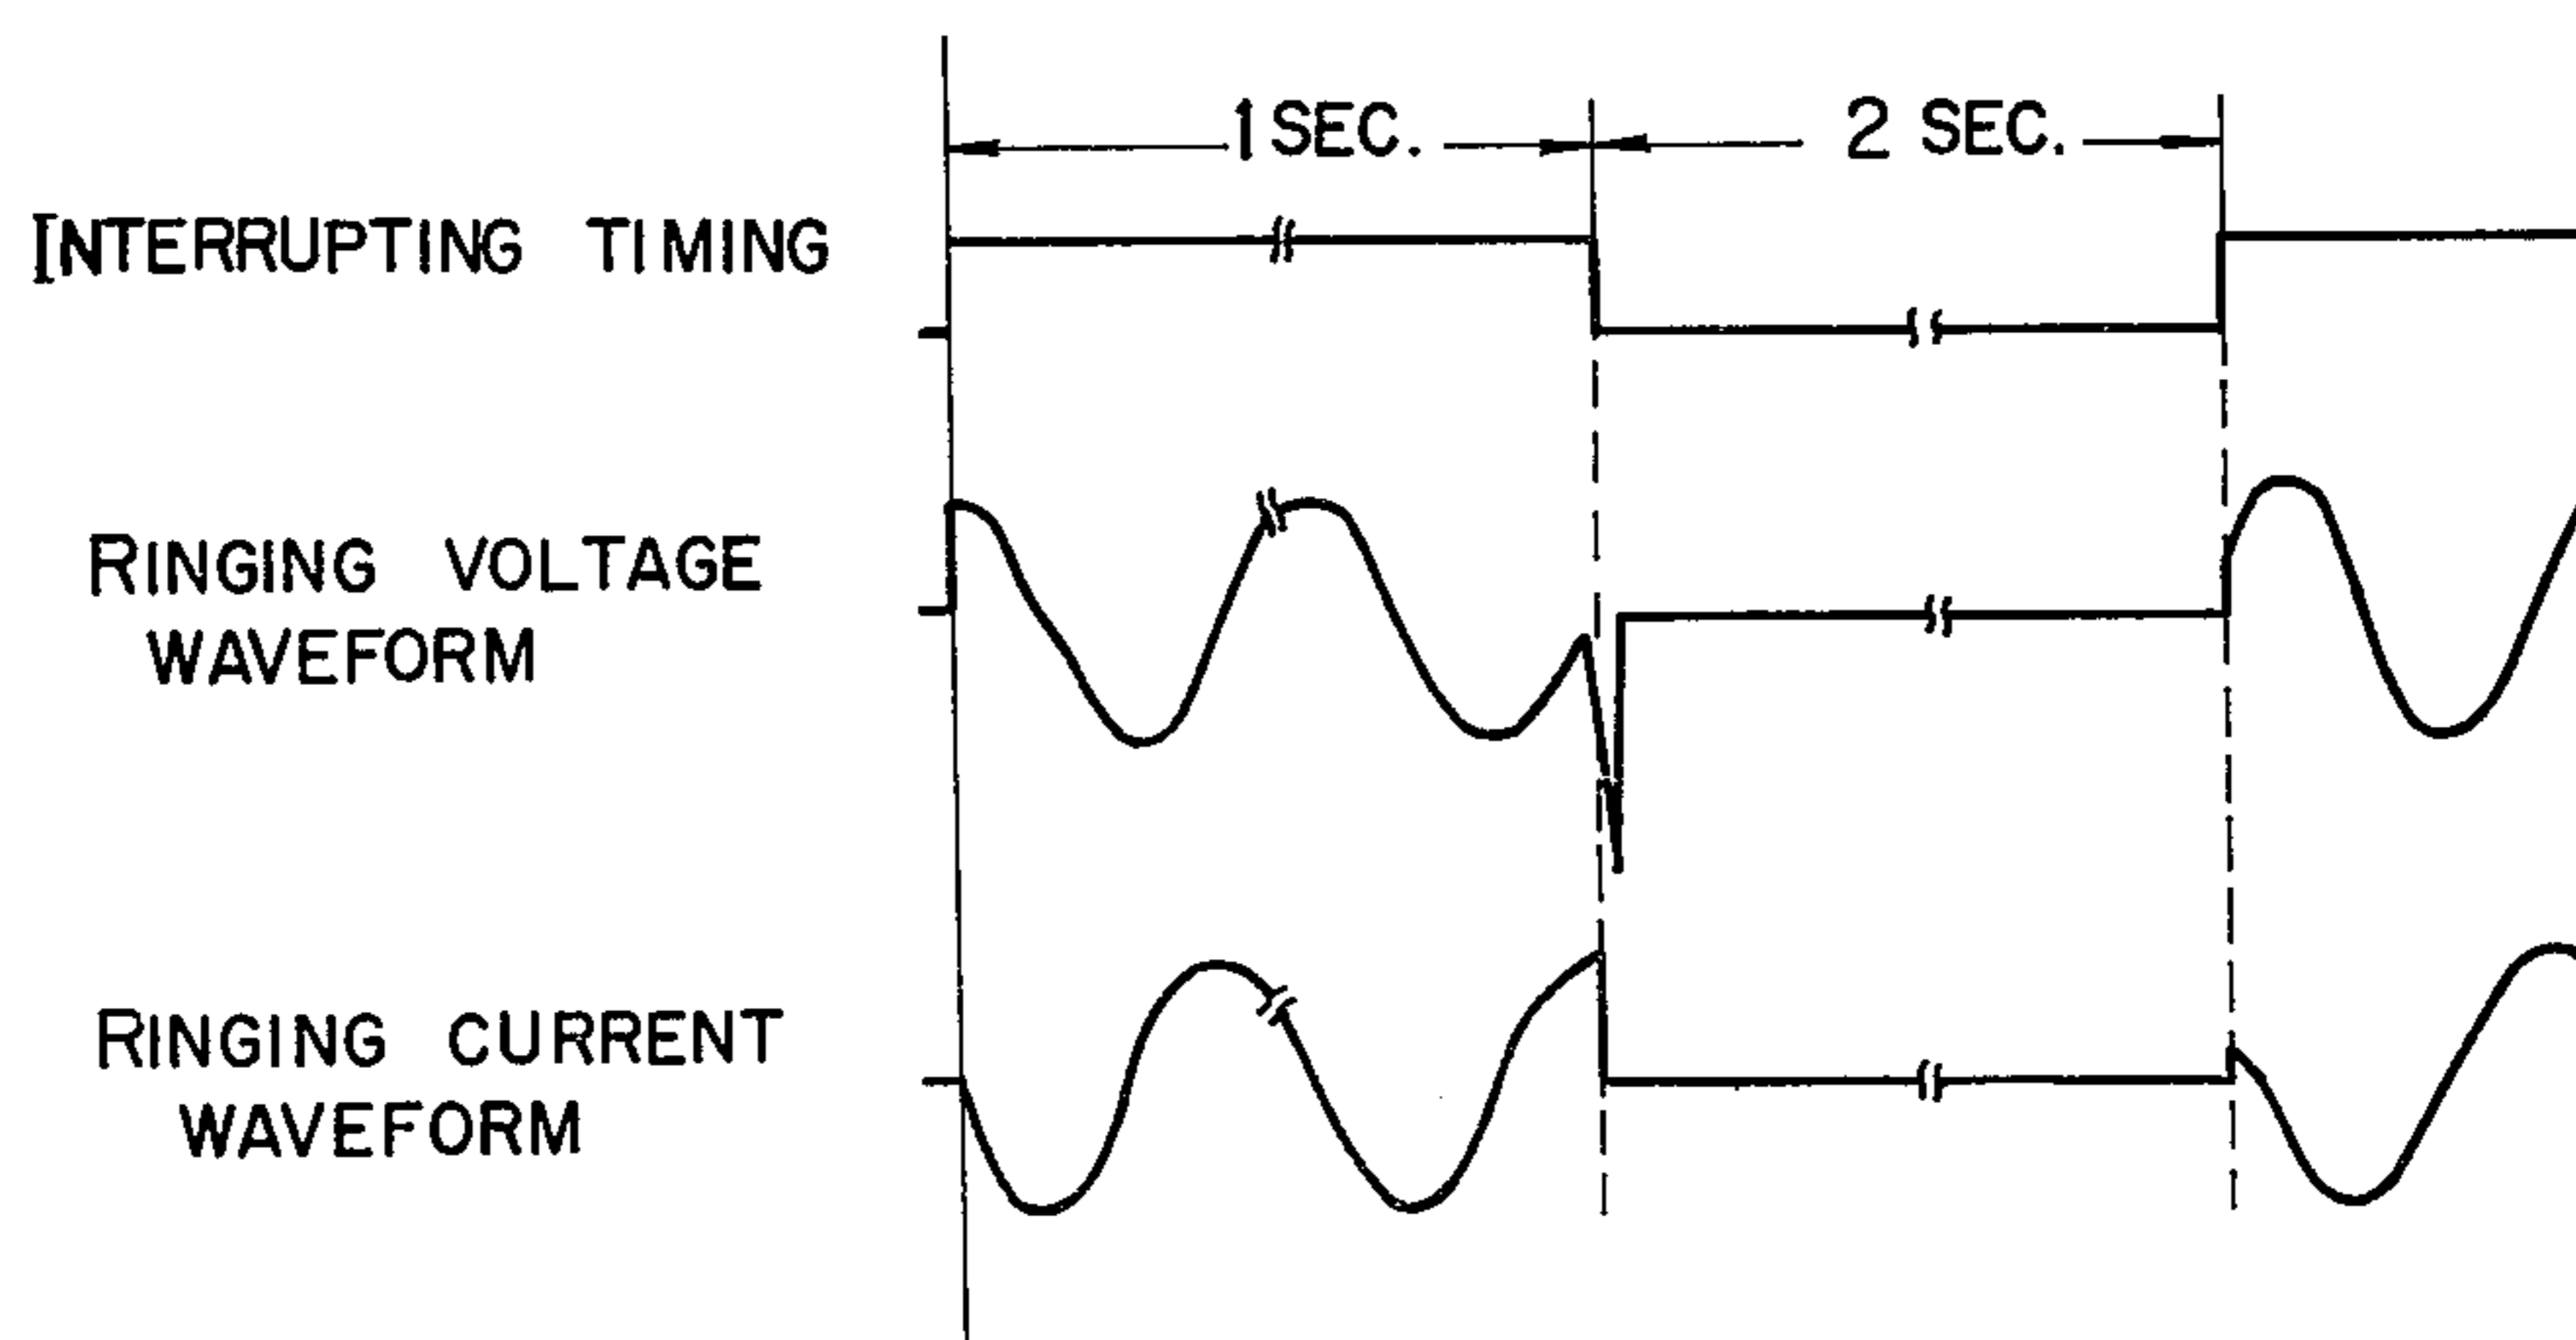 1 SEC. 2 SEC.
INTERRUPTING TIMING
RINGING VOLTAGE
WAVEFORM
RINGING CURRENT
WAVEFORM